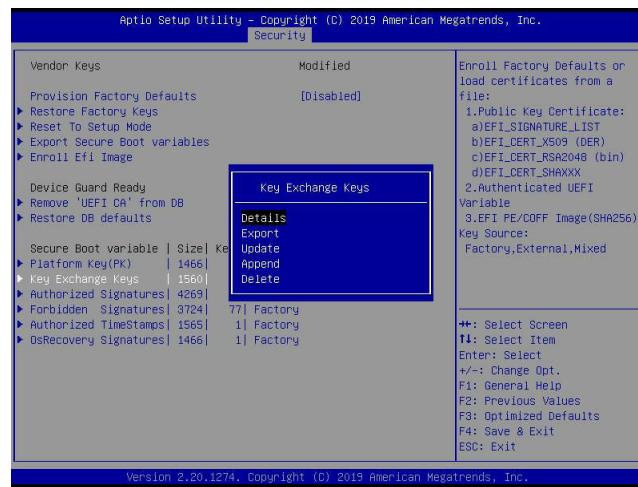 Aptio Setup Utility – Copyright (C) 2019 American Megatrends, Inc.
Security
Vendor Keys Modified
Provision Factory Defaults [Disabled]
Restore Factory Keys
Reset To Setup Mode
Export Secure Boot variables
Enroll Efi Image
Device Guard Ready
Remove 'UEFI CA' from DB
Restore DB defaults
Secure Boot variable | Size| Ke
Platform Key(PK) | 1466|
Key Exchange Keys | 1560|
Authorized Signatures| 4269|
Forbidden Signatures| 3724| 77| Factory
Authorized TimeStamps| 1565| 1| Factory
OsRecovery Signatures| 1466| 1| Factory
Key Exchange Keys
Details
Export
Update
Append
Delete
Enroll Factory Defaults or
load certificates from a
file:
1.Public Key Certificate:
a)EFI_SIGNATURE_LIST
b)EFI_CERT_X509 (DER)
c)EFI_CERT_RSA2048 (bin)
d)EFI_CERT_SHAXXX
2.Authenticated UEFI
Variable
3.EFI PE/COFF Image(SHA256)
Key Source:
Factory,External,Mixed
→←: Select Screen
↑↓: Select Item
Enter: Select
+/-: Change Opt.
F1: General Help
F2: Previous Values
F3: Optimized Defaults
F4: Save & Exit
ESC: Exit
Version 2.20.1274. Copyright (C) 2019 American Megatrends, Inc.